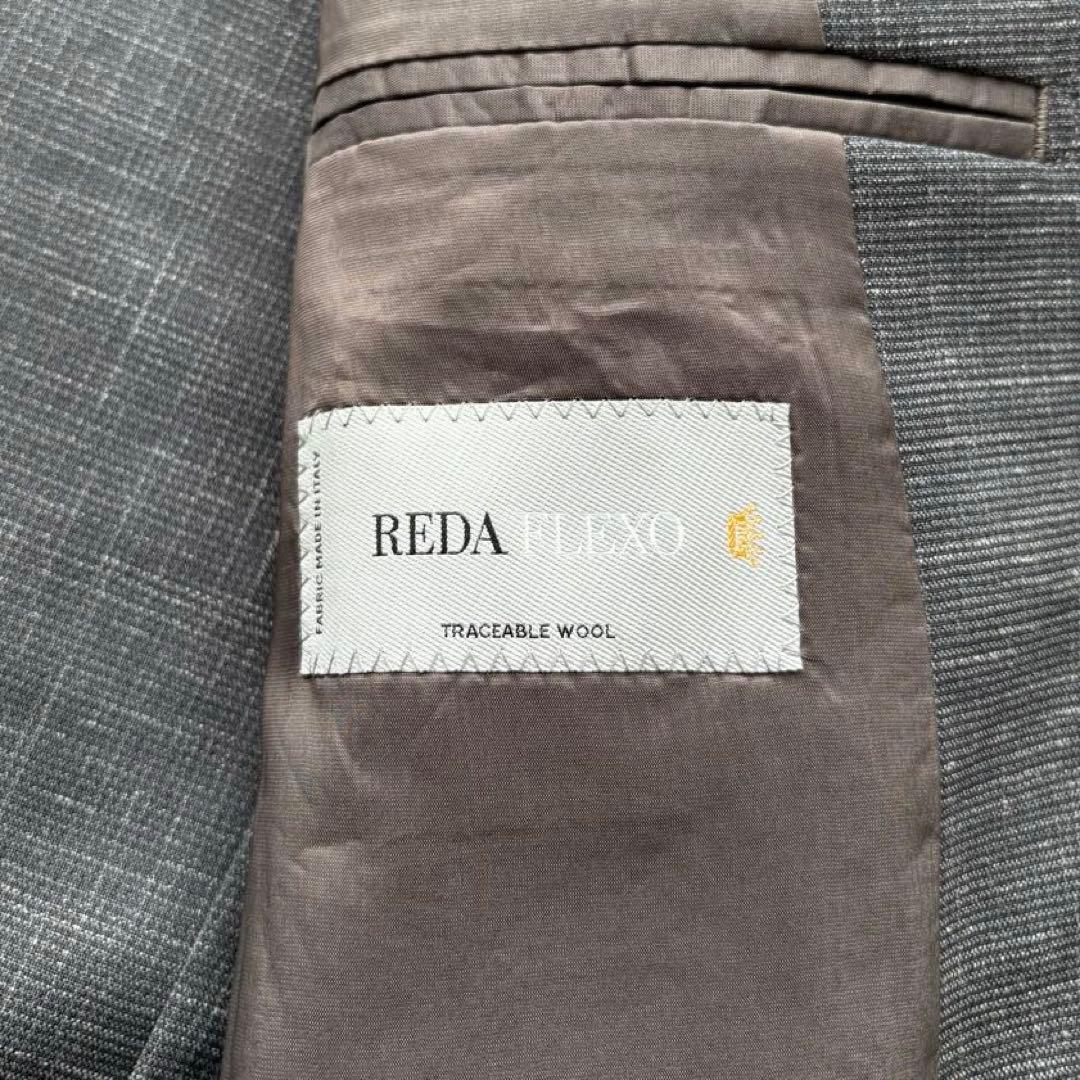 FABRIC MADE IN ITALY
REDA FLEXO
TRACEABLE WOOL